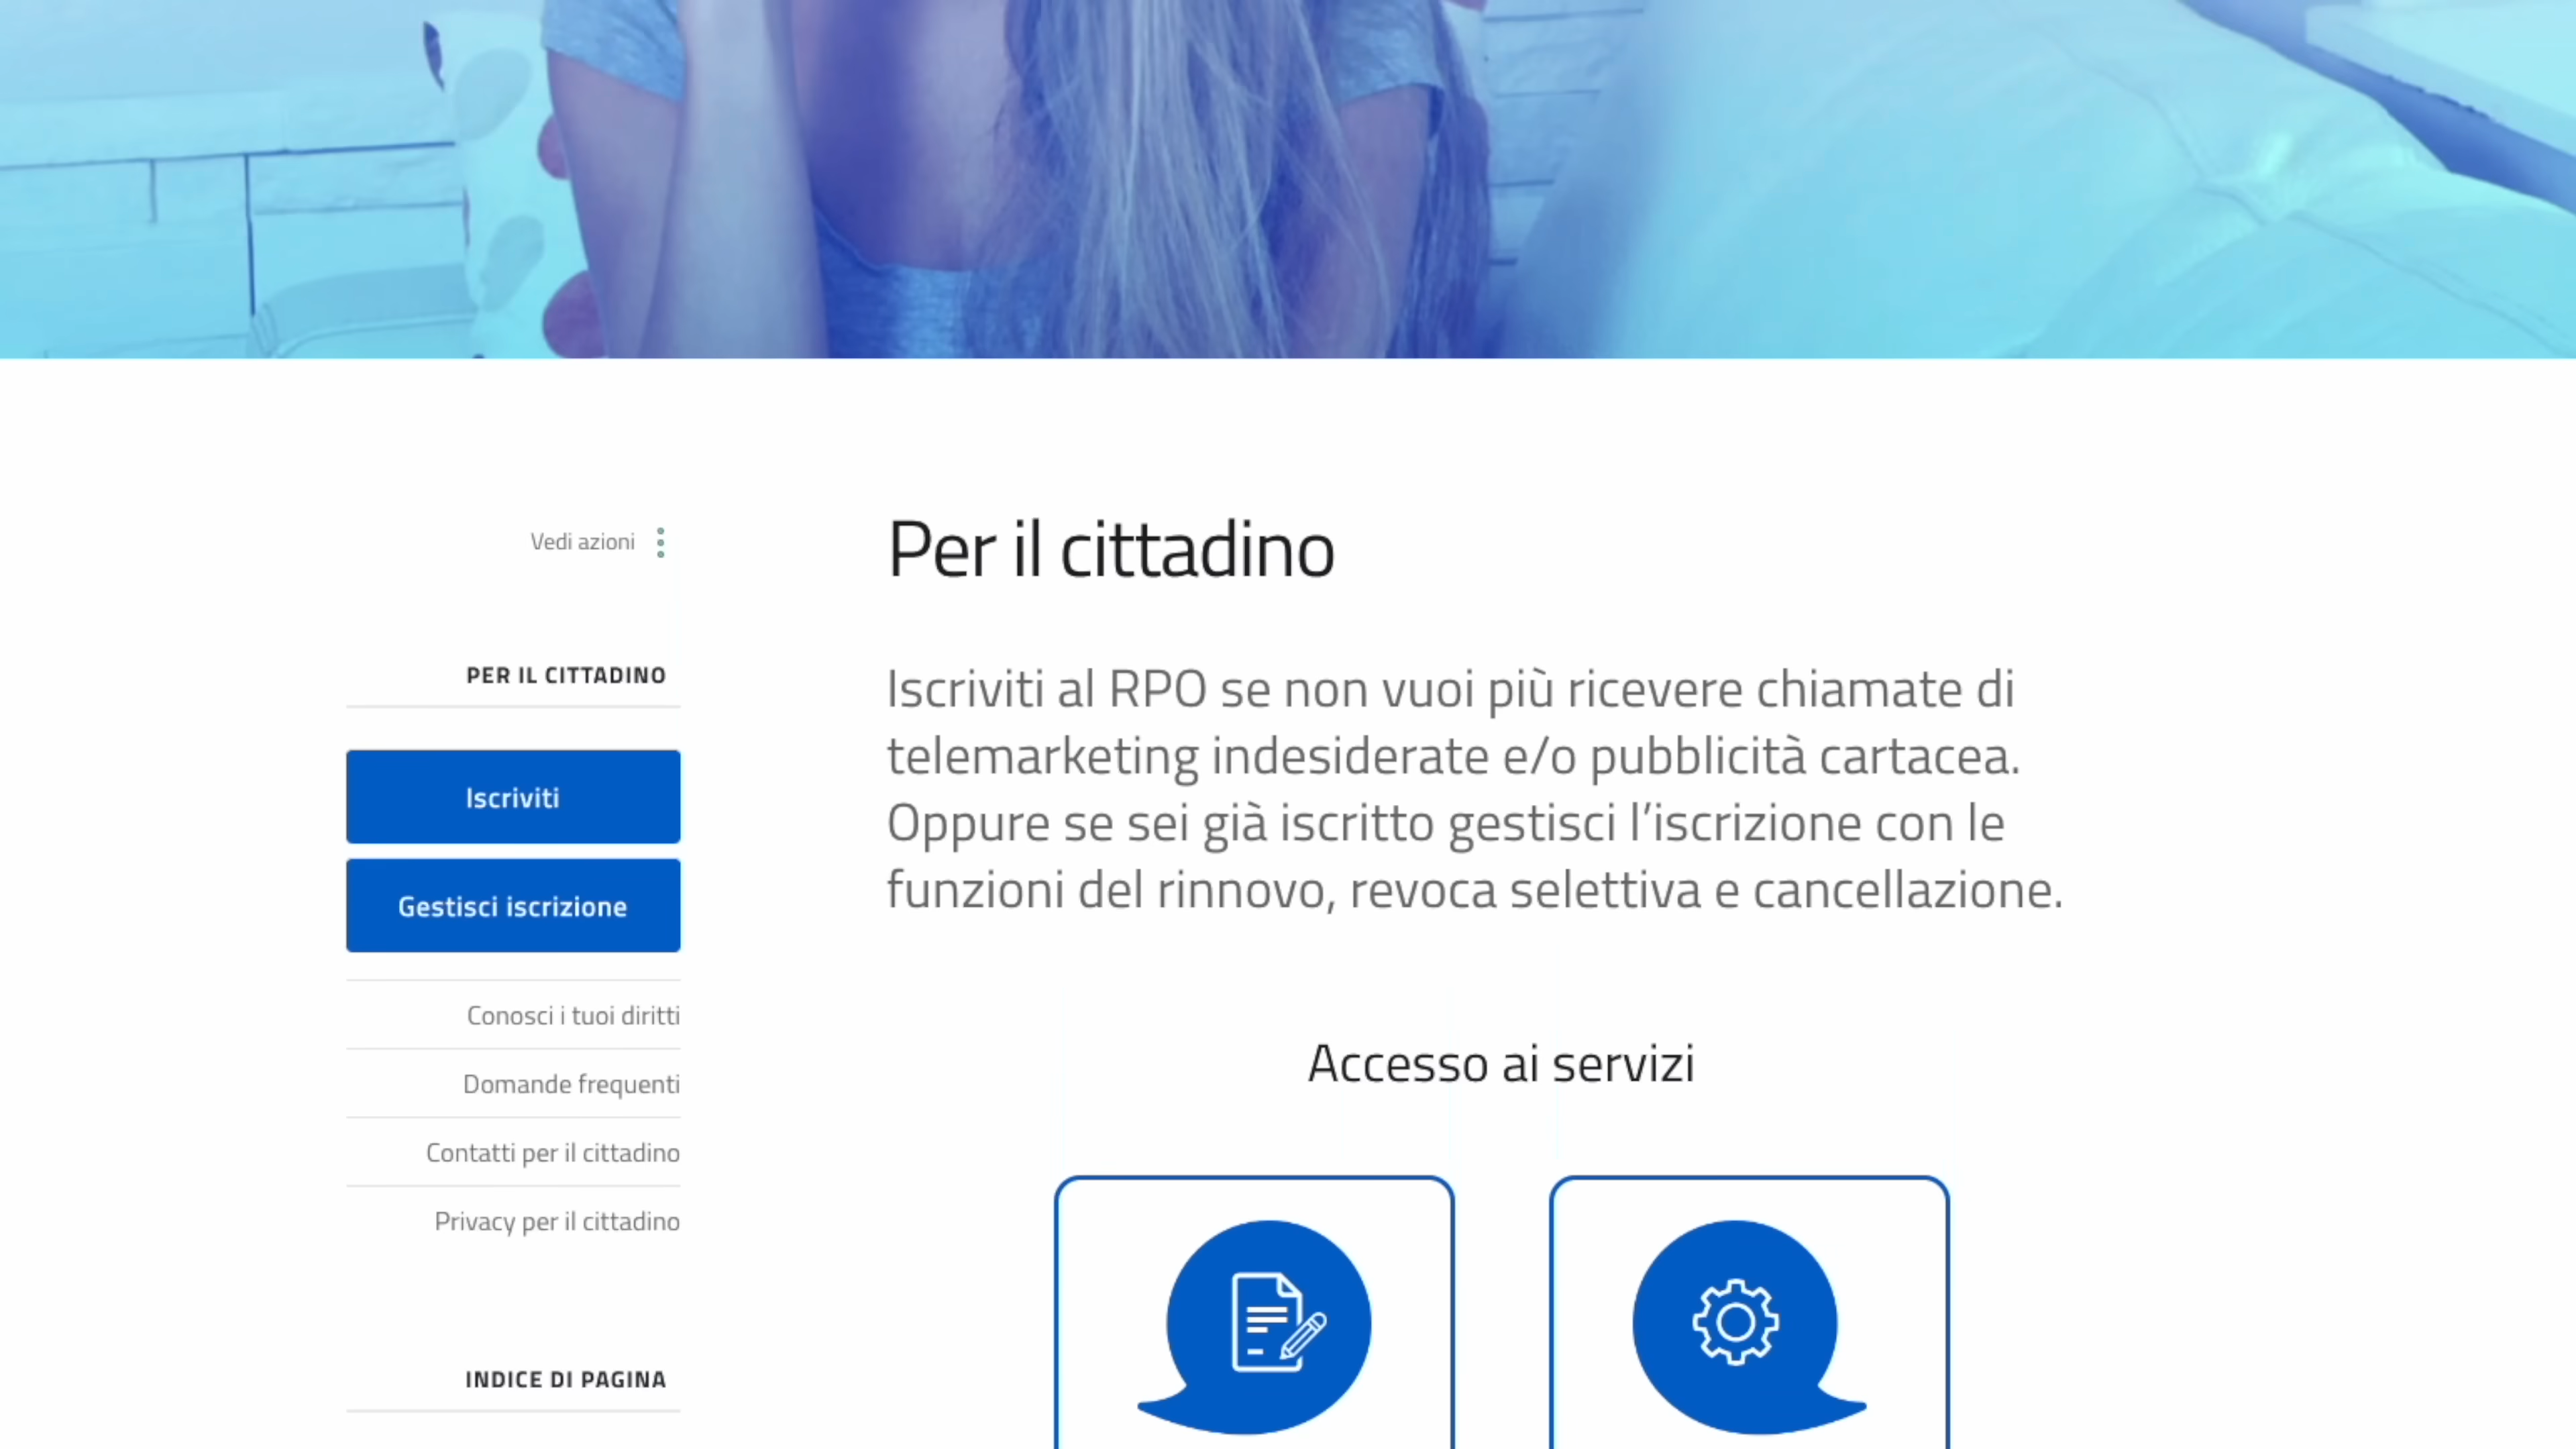 Vedi azioni
PER IL CITTADINO
Iscriviti
Gestisci iscrizione
Conosci i tuoi diritti
Domande frequenti
Contatti per il cittadino
Privacy per il cittadino
INDICE DI PAGINA
Per il cittadino
Iscriviti al RPO se non vuoi più ricevere chiamate di
telemarketing indesiderate e/o pubblicità cartacea.
Oppure se sei già iscritto gestisci l’iscrizione con le
funzioni del rinnovo, revoca selettiva e cancellazione.
Accesso ai servizi